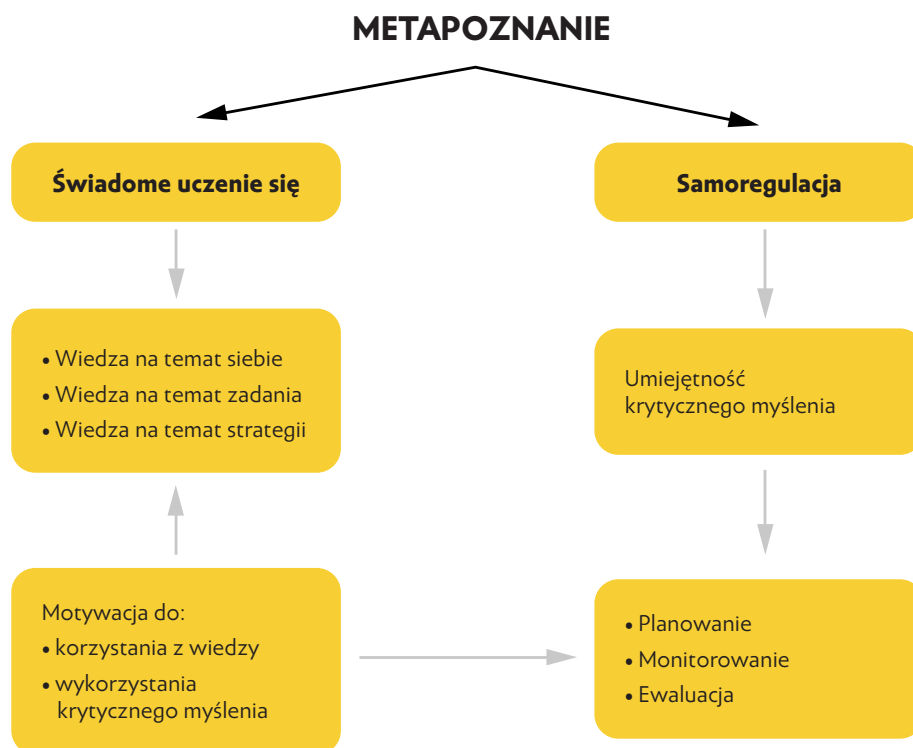 METAPOZNANIE
Świadome uczenie się
Samoregulacja
• Wiedza na temat siebie
• Wiedza na temat zadania
• Wiedza na temat strategii
Umiejętność
krytycznego myślenia
Motywacja do:
• korzystania z wiedzy
• wykorzystania
krytycznego myślenia
• Planowanie
• Monitorowanie
• Ewaluacja